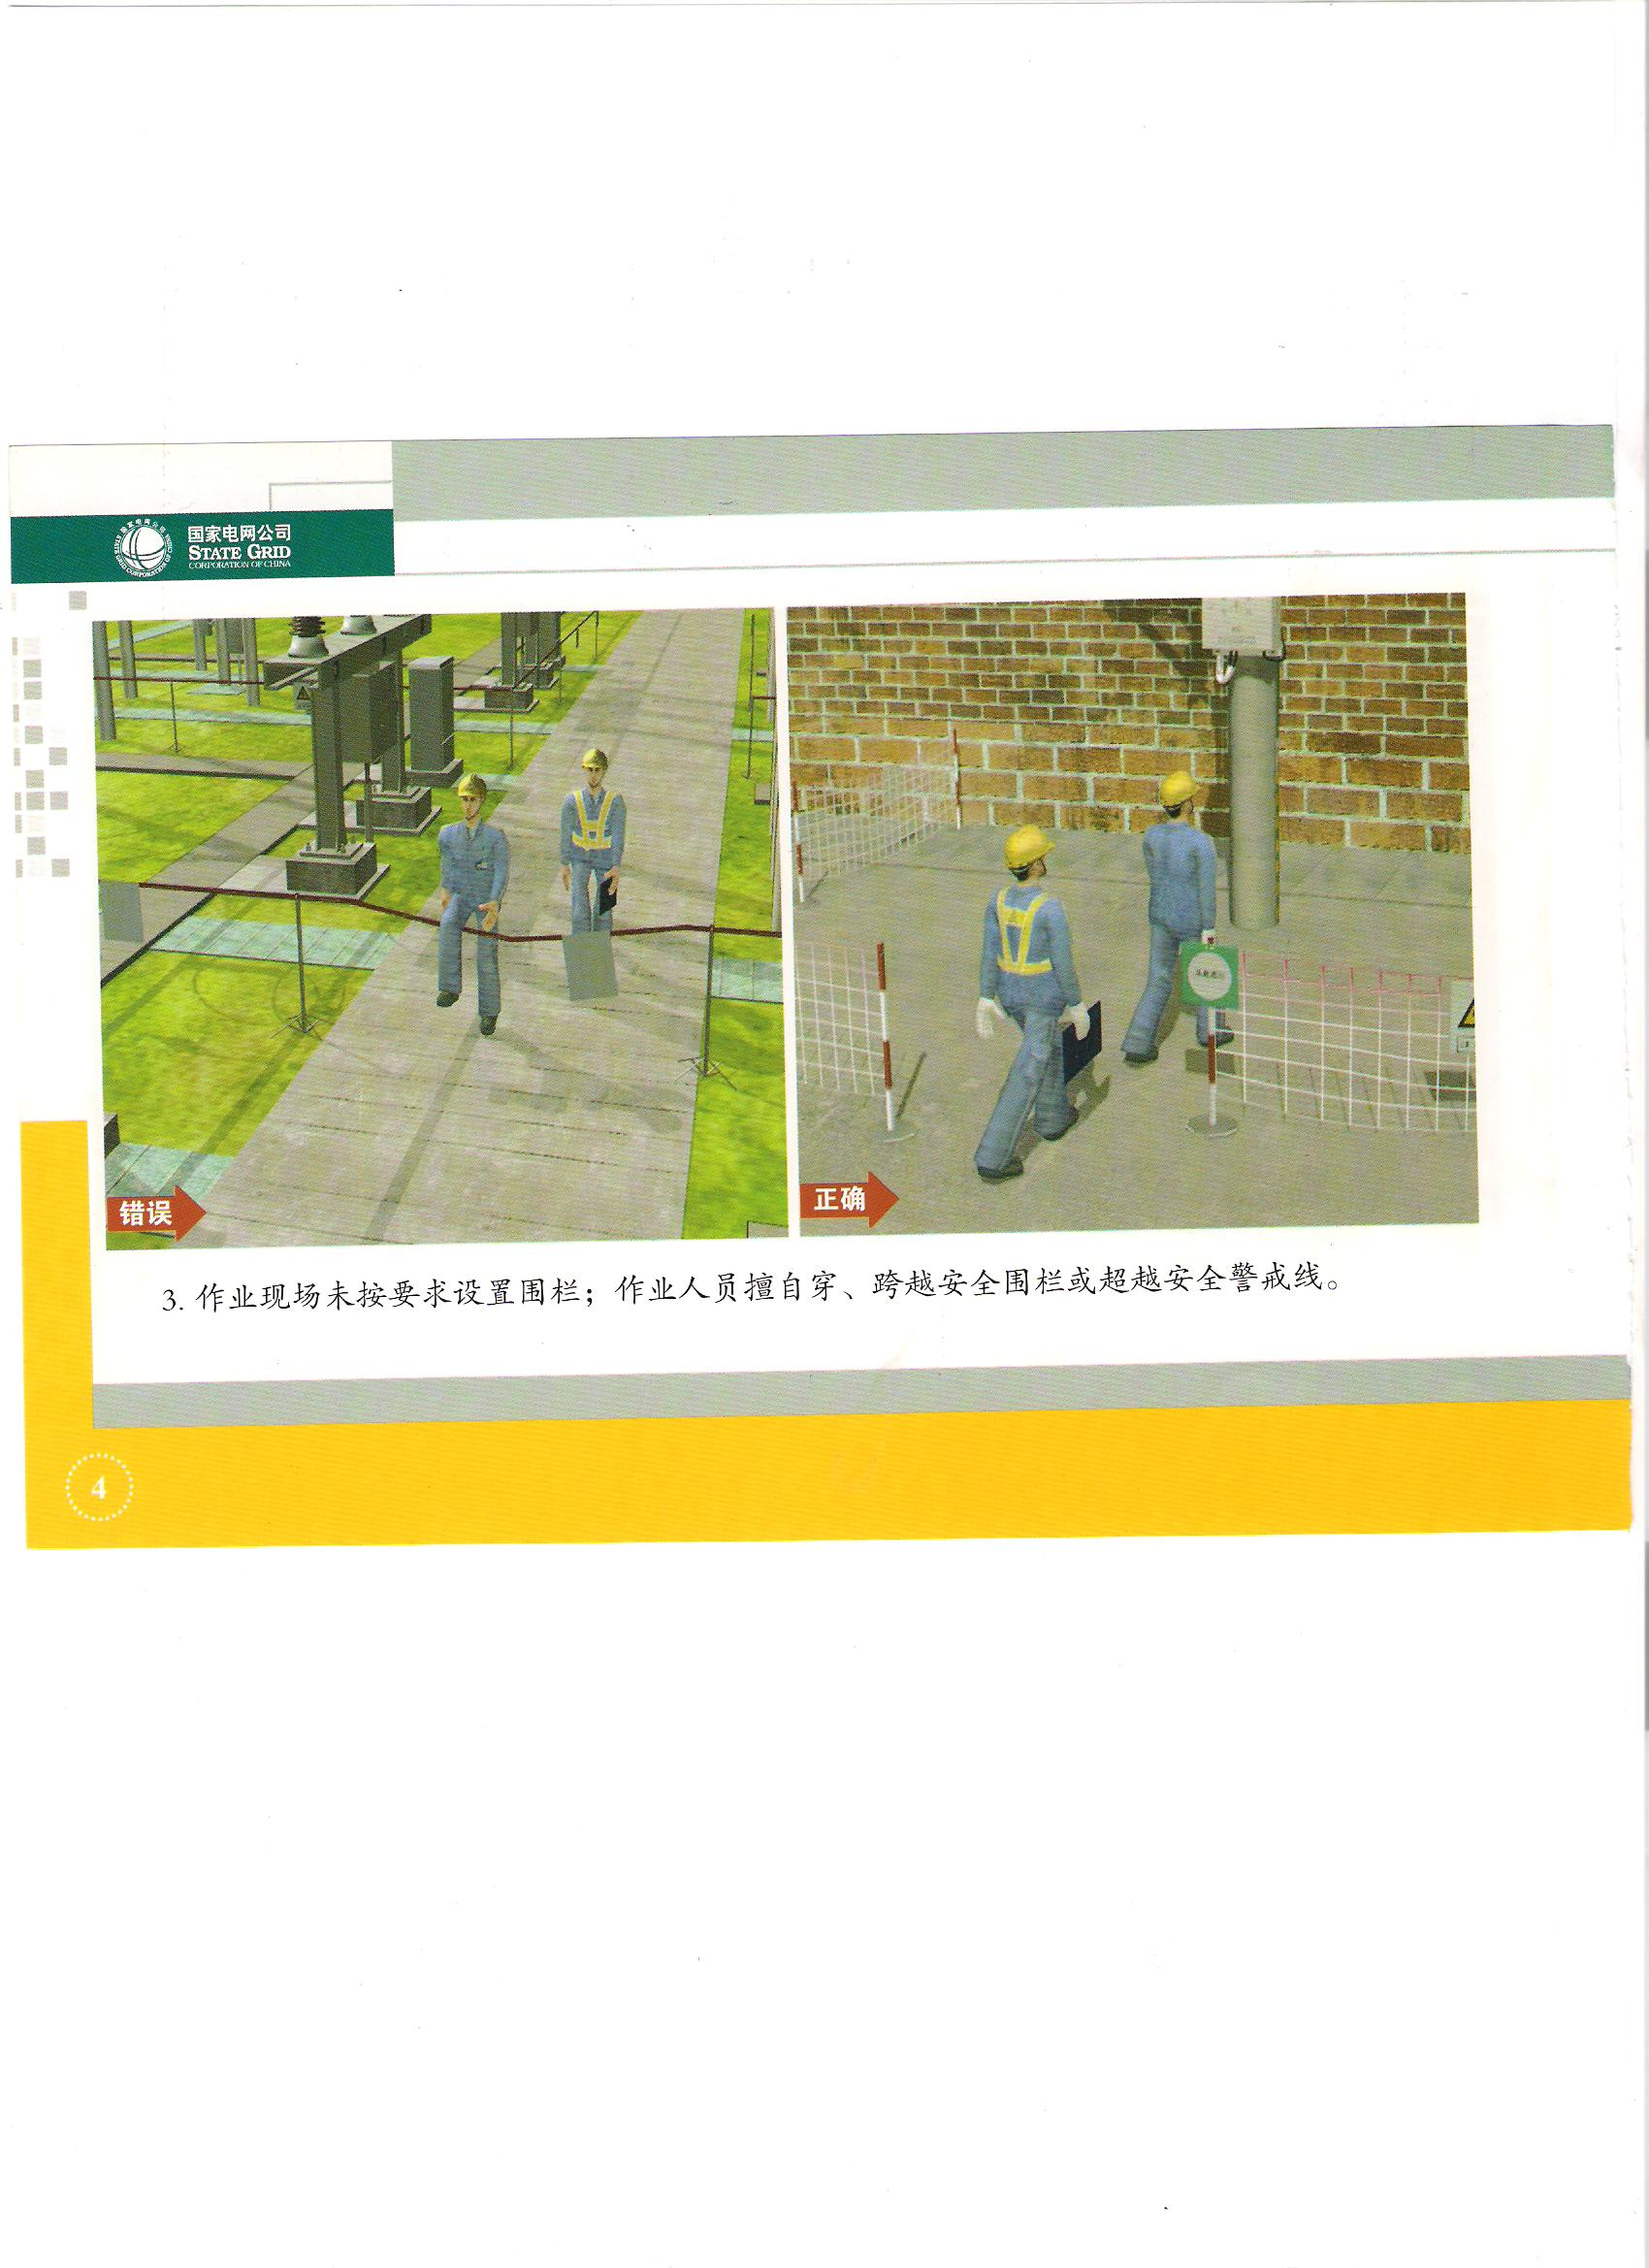 国家电网公司
STATE GRID
CORPORATION OF CHINA
错误
正确
3. 作业现场未按要求设置围栏；作业人员擅自穿、跨越安全围栏或超越安全警戒线。
4